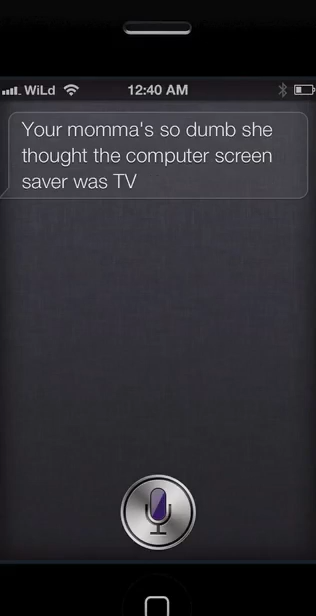 WiLd 12:40 AM
Your momma's so dumb she
thought the computer screen
saver was TV